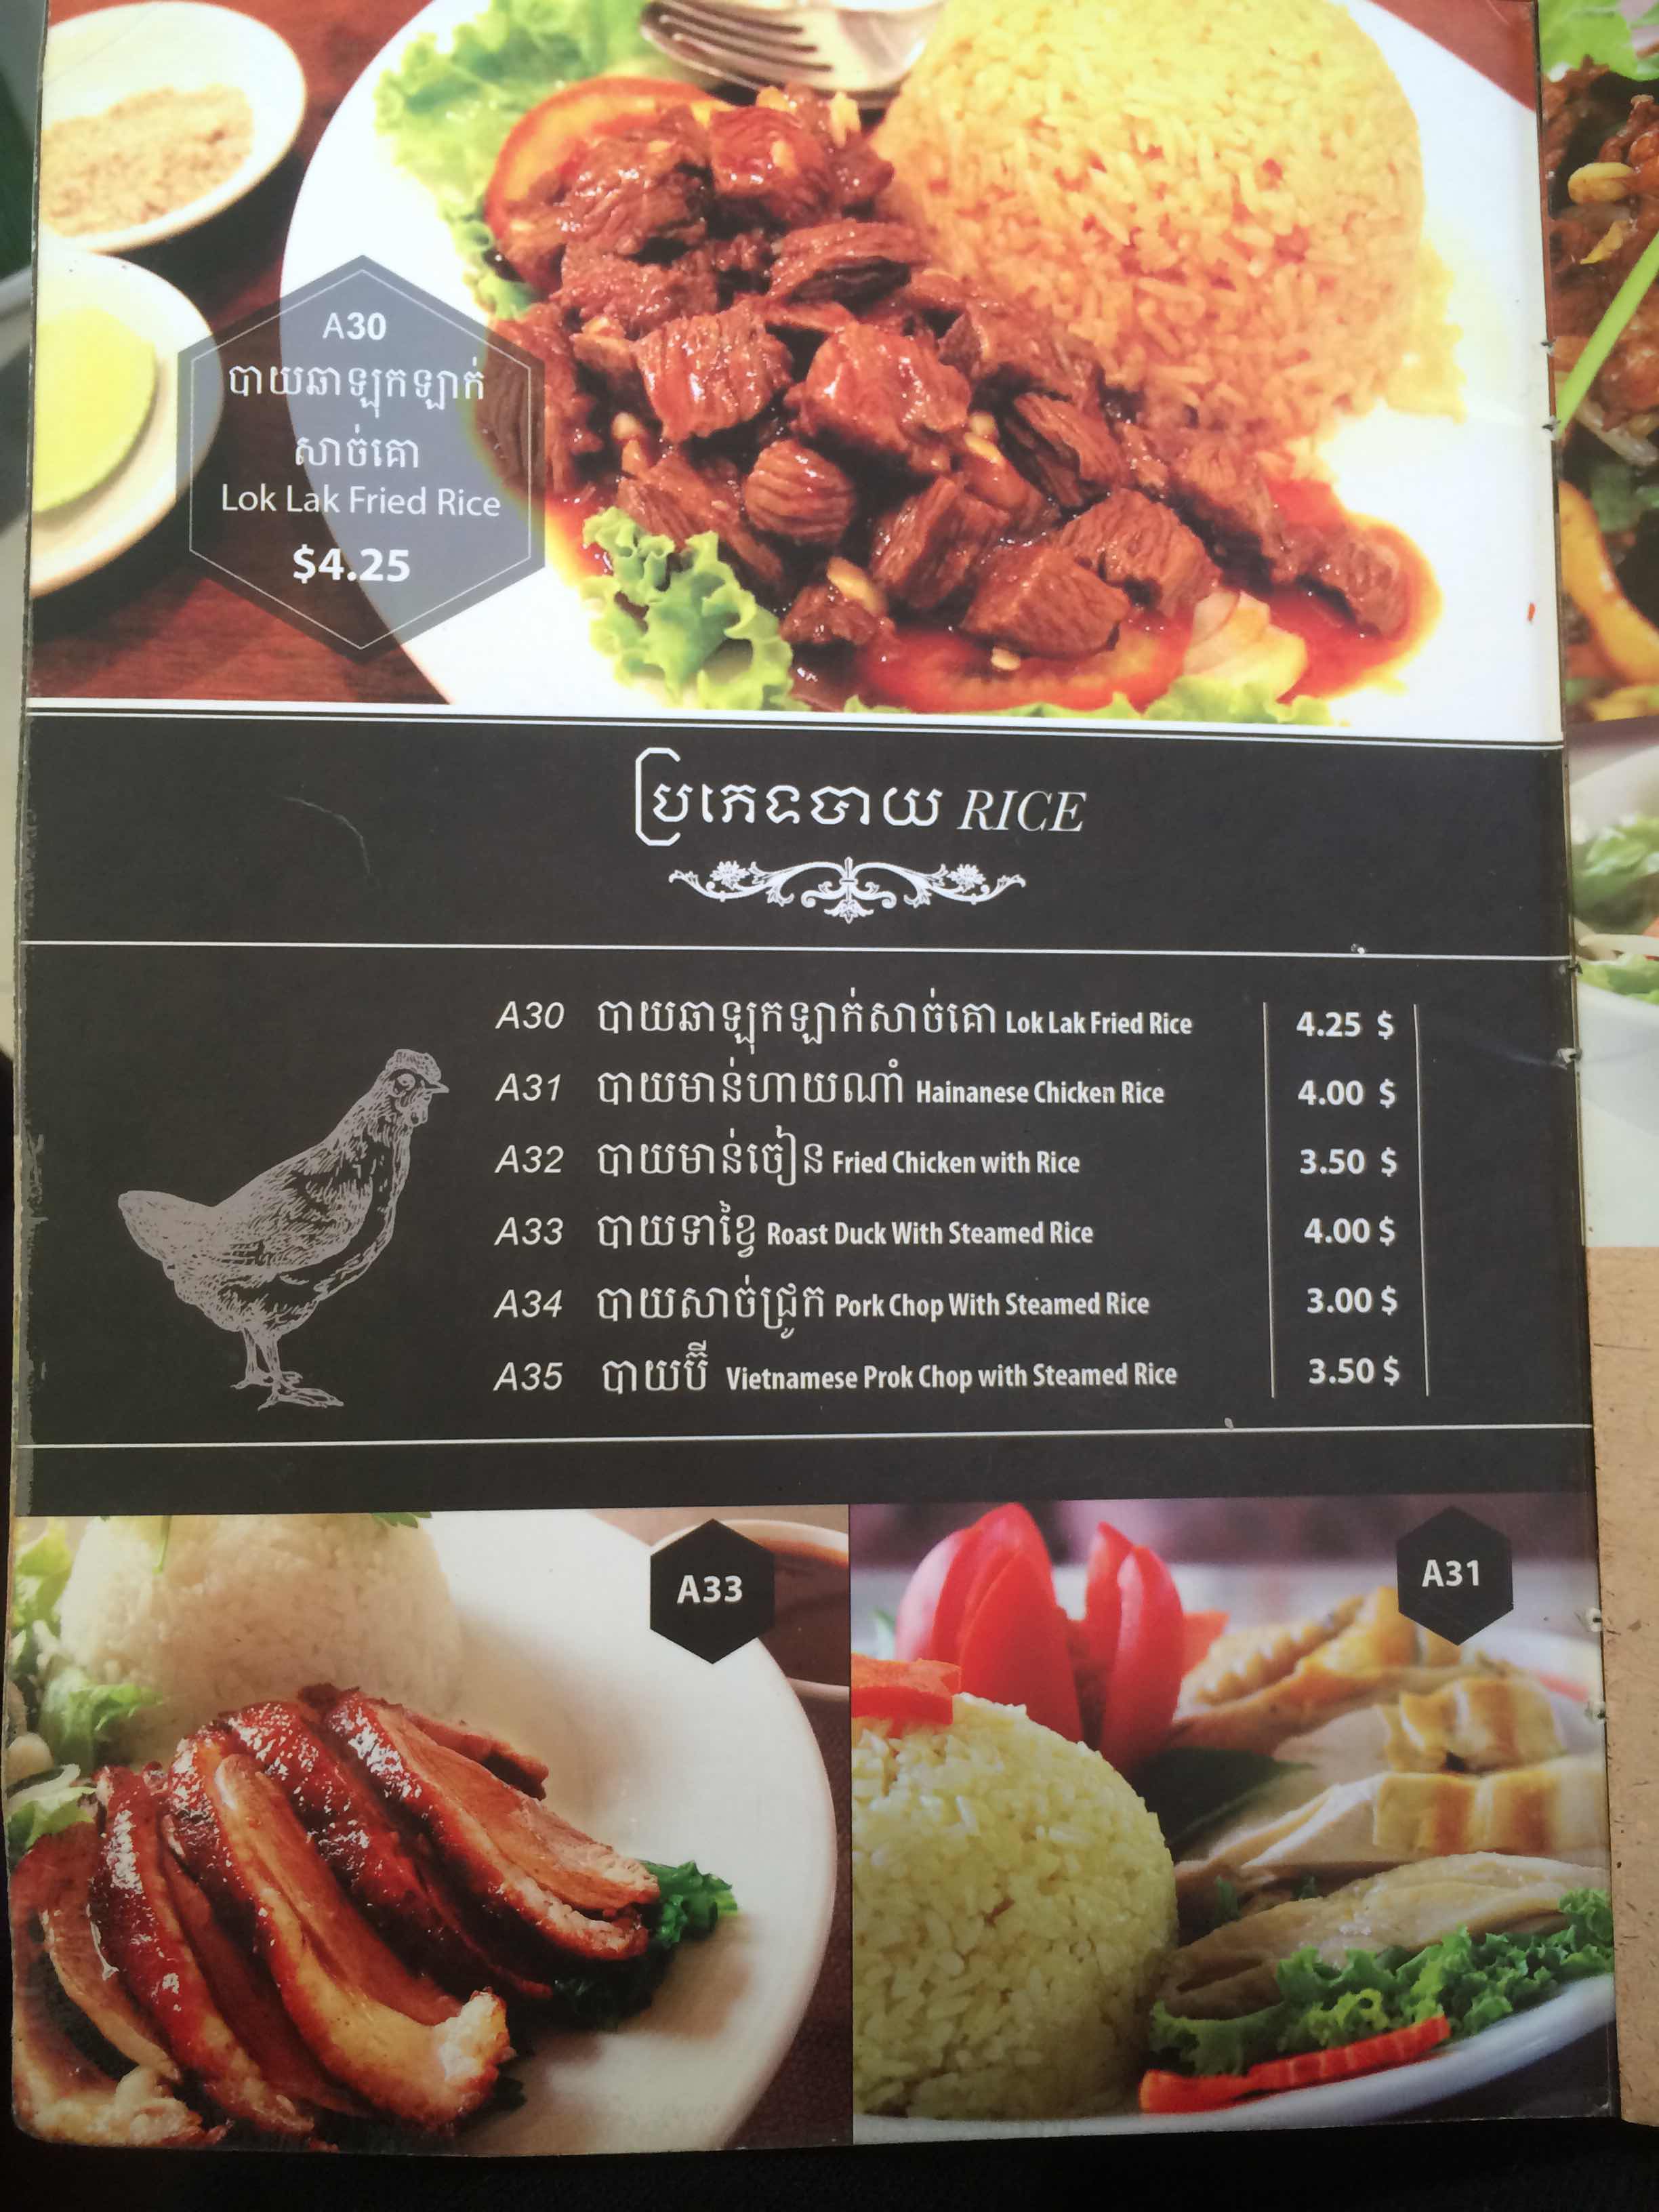 A30
បាយឆាឡុកឡាក់
សាច់គោ
Lok Lak Fried Rice
$4.25
ប្រភេទបាយ RICE
A30 បាយឆាឡុកឡាក់សាច់គោ Lok Lak Fried Rice 4.25 $
A31 បាយមាន់ហាយណាំ Hainanese Chicken Rice 4.00 $
A32 បាយមាន់ចៀន Fried Chicken with Rice 3.50 $
A33 បាយទាខ្វៃ Roast Duck With Steamed Rice 4.00 $
A34 បាយសាច់ជ្រូក Pork Chop With Steamed Rice 3.00 $
A35 បាយប៊ី Vietnamese Prok Chop with Steamed Rice 3.50 $
A33
A31